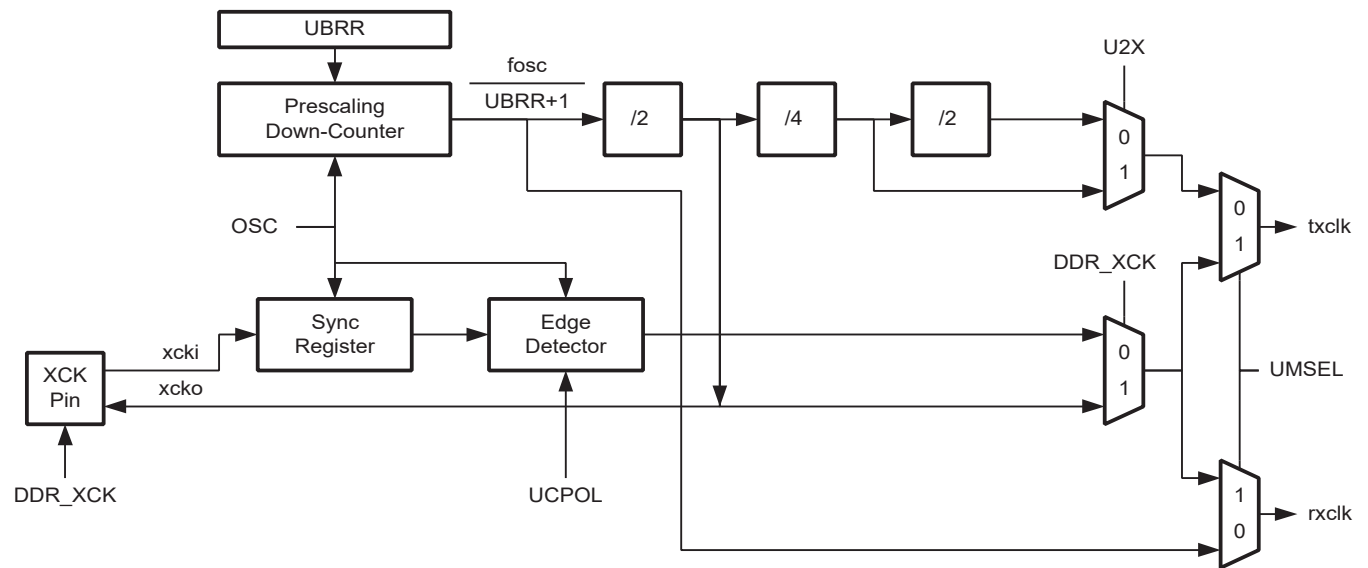 UBRR
U2X
fosc
UBRR+1
Prescaling
Down-Counter
/2
/4
/2
0
1
OSC
0
1
txclk
DDR_XCK
Sync
Register
Edge
Detector
xcki
0
1
UMSEL
XCK
Pin
xcko
DDR_XCK
UCPOL
1
0
rxclk